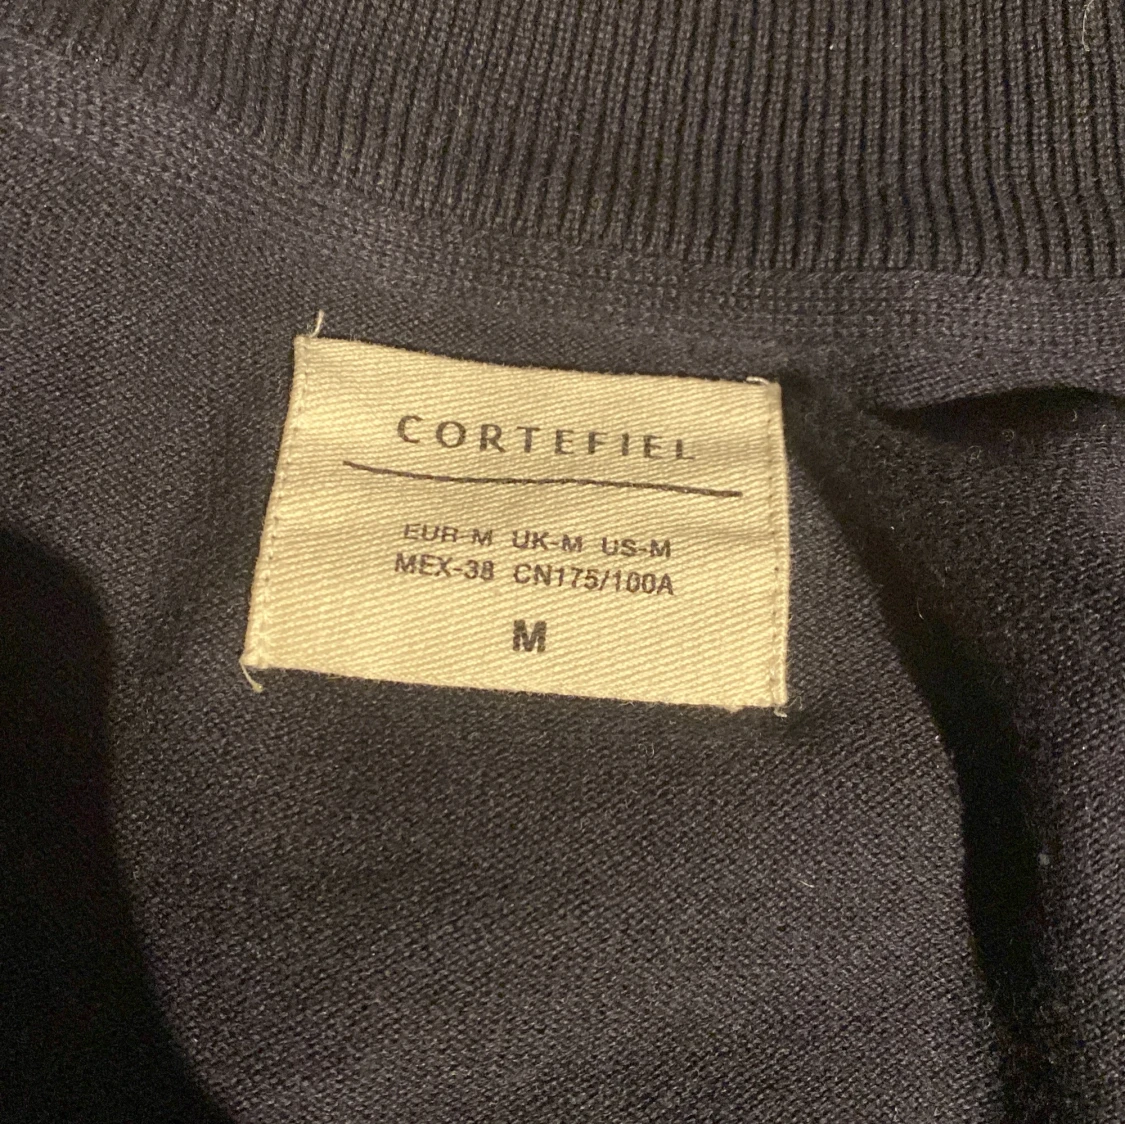 CORTEFIEL
EUR-M UK-M US-M
MEX-38 CN175/100A
M